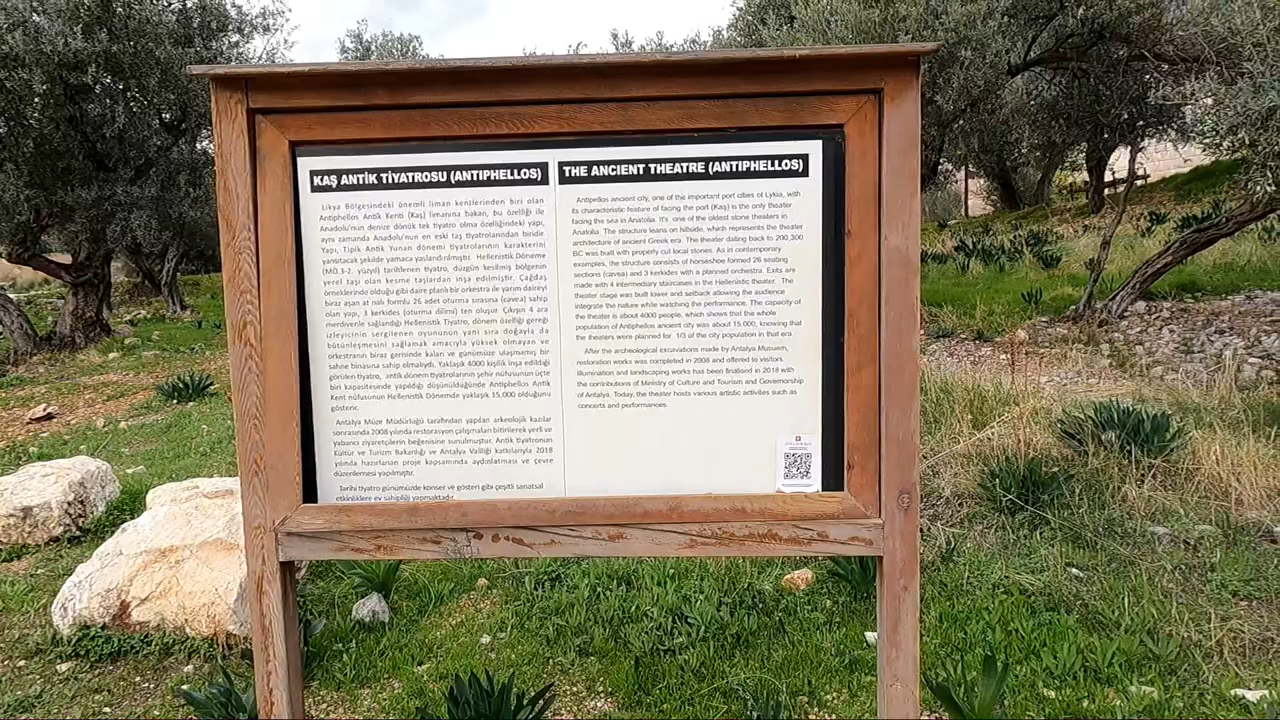 KAŞ ANTİK TİYATROSU (ANTIPHELLOS)
Likya Bölgesindeki önemli liman kentlerinden biri olan
Antiphellos Antik Kenti (Kaş) limanına bakan, bu özelliği ile
Anadolu'nun denize dönük tek tiyatro olma özelliğindeki yapı,
aynı zamanda Anadolu'nun en eski taş tiyatrolarından biridir.
Yapı, Tipik Antik Yunan dönemi tiyatrolarının karakterini
yansıtacak şekilde yamaca yaslandırılmıştır. Hellenistik Döneme
(MÖ.3-2. yüzyıl) tarihlenen tiyatro, düzgün kesilmiş bölgenin
yerel taşı olan kesme taşlardan inşa edilmiştir. Çağdaş
örneklerinde olduğu gibi daire planlı bir orkestra ile yarım daireyi
biraz aşan at nalı formlu 26 adet oturma sırasına (cavea) sahip
olan yapı, 3 kerkides (oturma dilimi) ten oluşur. Çıkışın 4 ara
merdivenle sağlandığı Hellenistik Tiyatro, dönem özelliği gereği
izleyicinin sergilenen oyununun yanı sıra doğayla da
bütünleşmesini sağlamak amacıyla yüksek olmayan ve
orkestranın biraz gerisinde kalan ve günümüze ulaşmamış bir
sahne binasına sahip olmalıydı. Yaklaşık 4000 kişilik inşa edildiği
görülen tiyatro, antik dönem tiyatrolarının şehir nüfusunun üçte
biri kapasitesinde yapıldığı düşünüldüğünde Antiphellos Antik
Kent nüfusunun Hellenistik Dönemde yaklaşık 15.000 olduğunu
gösterir.
Antalya Müze Müdürlüğü tarafından yapılan arkeolojik kazılar
sonrasında 2008 yılında restorasyon çalışmaları bitirilerek yerli ve
yabancı ziyaretçilerin beğenisine sunulmuştur. Antik tiyatronun
Kültür ve Turizm Bakanlığı ve Antalya Valiliği katkılarıyla 2018
yılında hazırlanan proje kapsamında aydınlatması ve çevre
düzenlemesi yapılmıştır.
Tarihi tiyatro günümüzde konser ve gösteri gibi çeşitli sanatsal
etkinliklere ev sahipliği yapmaktadır.
THE ANCIENT THEATRE (ANTIPHELLOS)
Antipellos ancient city, one of the important port cities of Lykia, with
its characteristic feature of facing the port (Kaş) is the only theater
facing the sea in Anatolia. It's one of the oldest stone theaters in
Anatolia. The structure leans on hillside, which represents the theater
architecture of ancient Greek era. The theater dating back to 200,300
BC was built with properly cut local stones. As in contemporary
examples, the structure consists of horseshoe formed 26 seating
sections (cavea) and 3 kerkides with a planned orchestra. Exits are
made with 4 intermediary staircases in the Hellenistic theater. The
theater stage was built lower and setback allowing the audience
integrate the nature while watching the performance. The capacity of
the theater is about 4000 people, which shows that the whole
population of Antiphellos ancient city was about 15.000, knowing that
the theaters were planned for 1/3 of the city population in that era.
After the archeological excavations made by Antalya Musuem,
restoration works was completed in 2008 and offered to visitors
Illumination and landscaping works has been finalised in 2018 with
the contributions of Ministry of Culture and Tourism and Governorship
of Antalya. Today, the theater hosts various artistic activites such as
concerts and performances.